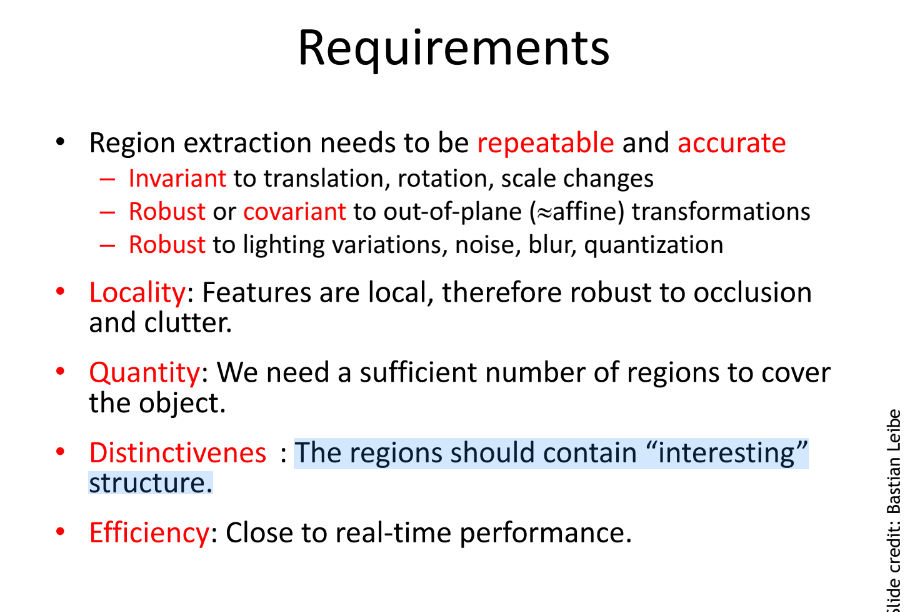 Requirements
• Region extraction needs to be repeatable and accurate
– Invariant to translation, rotation, scale changes
– Robust or covariant to out-of-plane (≈affine) transformations
– Robust to lighting variations, noise, blur, quantization
• Locality: Features are local, therefore robust to occlusion
and clutter.
• Quantity: We need a sufficient number of regions to cover
the object.
• Distinctivenes : The regions should contain “interesting”
structure.
• Efficiency: Close to real-time performance.
Slide credit: Bastian Leibe